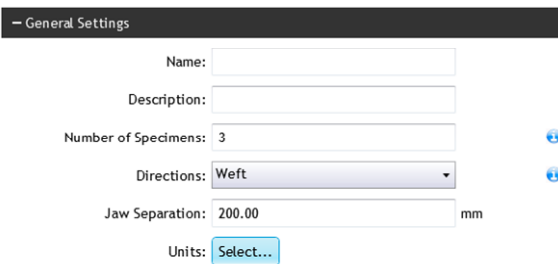 − General Settings
Name:
Description:
Number of Specimens: 3
Directions: Weft
Jaw Separation: 200.00 mm
Units: Select...